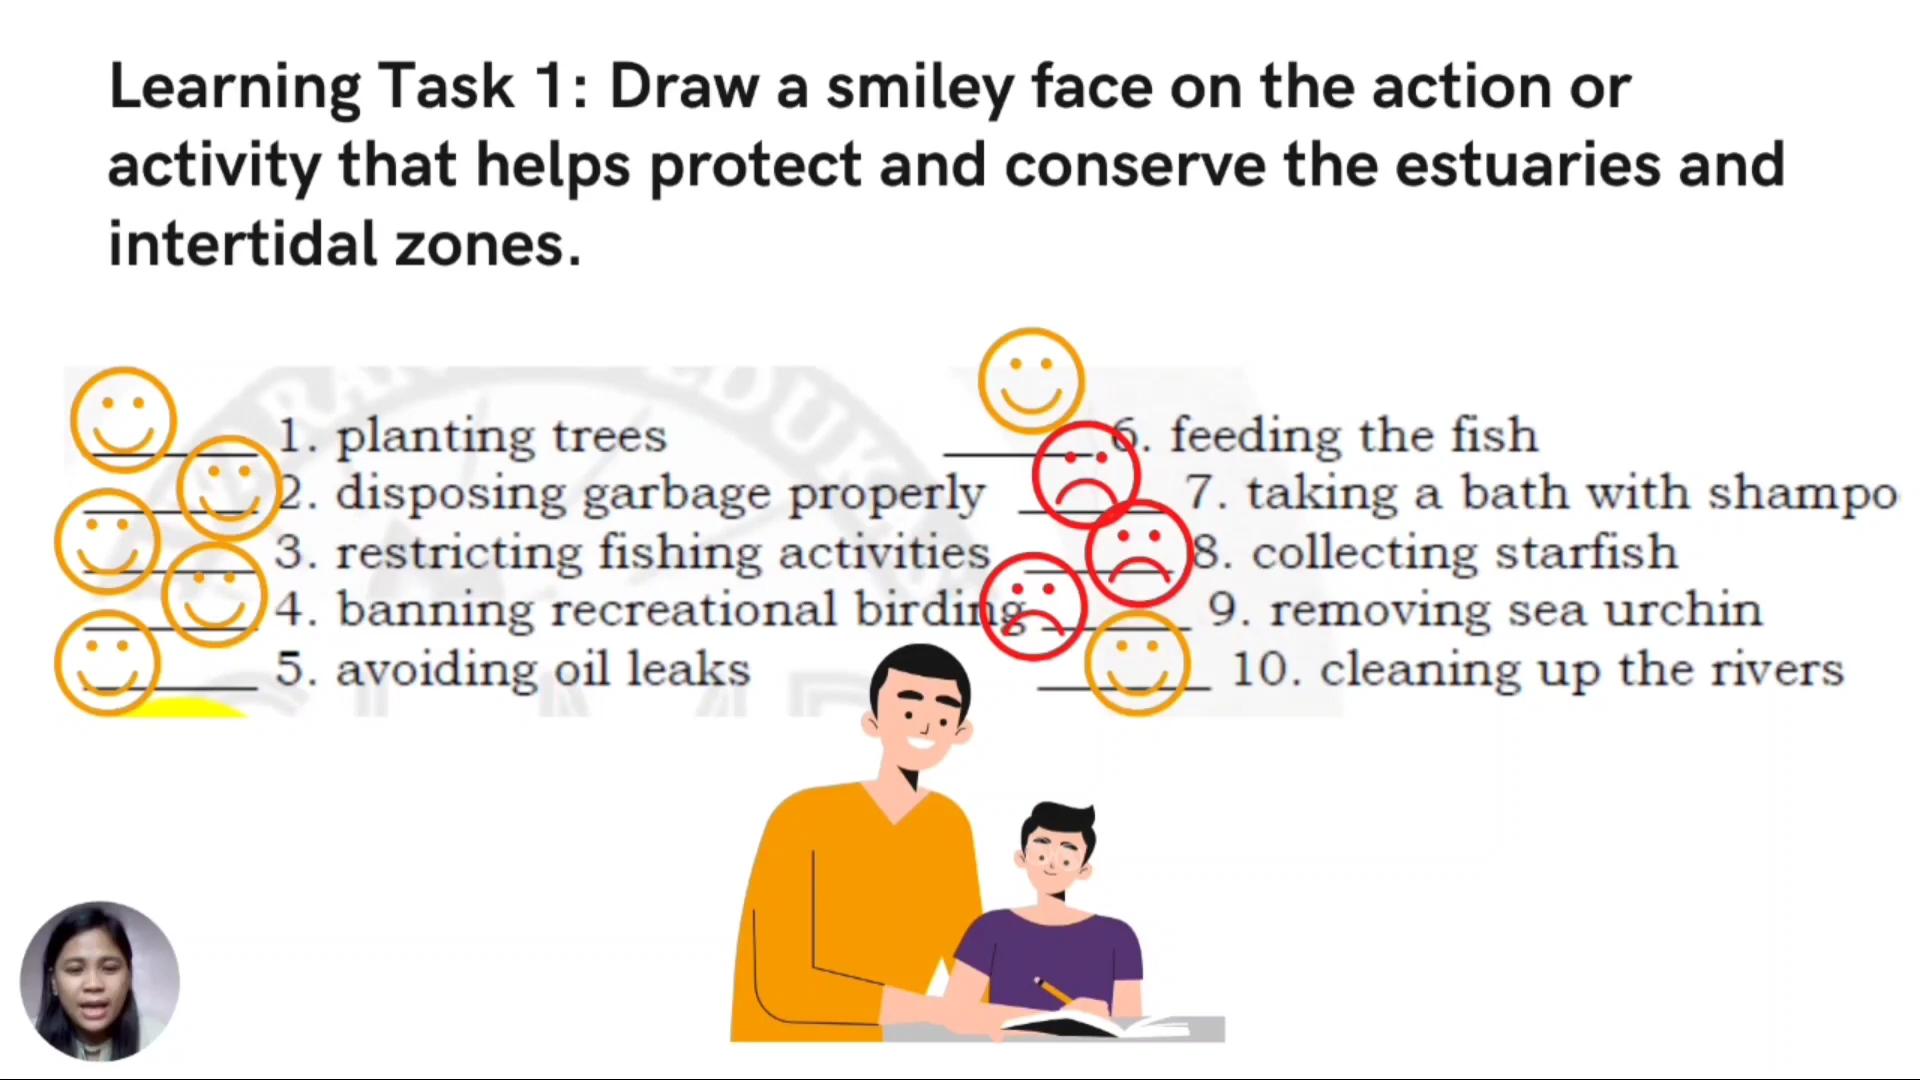 Learning Task 1: Draw a smiley face on the action or
activity that helps protect and conserve the estuaries and
intertidal zones.
1. planting trees
2. disposing garbage properly
3. restricting fishing activities
4. banning recreational birding
5. avoiding oil leaks
6. feeding the fish
7. taking a bath with shampo
8. collecting starfish
9. removing sea urchin
10. cleaning up the rivers